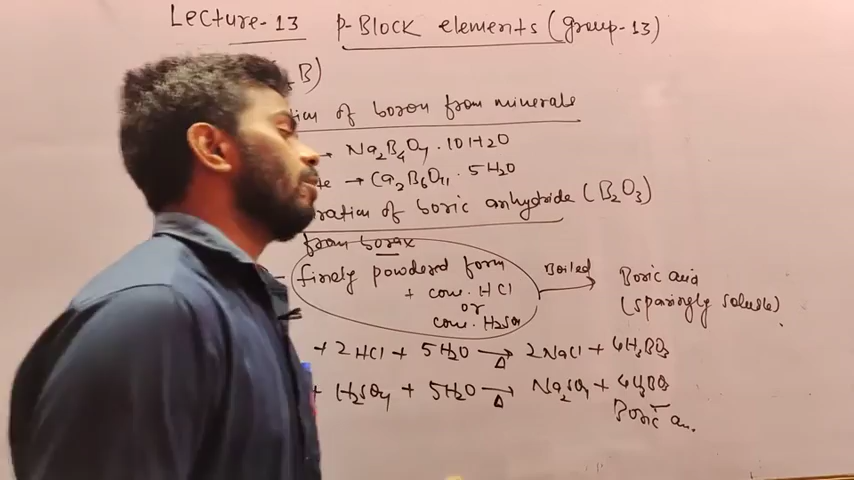 Lecture-13 p-Block elements (Group-13)
B)
of boron from minerals
→ Na₂B₄O₇ . 10H₂O
→ Ca₂B₆O₁₁ . 5H₂O
ration of boric anhydride (B₂O₃)
from borax
finely powdered form Boiled Boric acid
+ conc. HCl (sparingly soluble)
or
conc. H₂SO₄
+ 2HCl + 5H₂O →Δ 2NaCl + 4H₃BO₃
+ H₂SO₄ + 5H₂O →Δ Na₂SO₄ + 4H₃BO₃
Boric